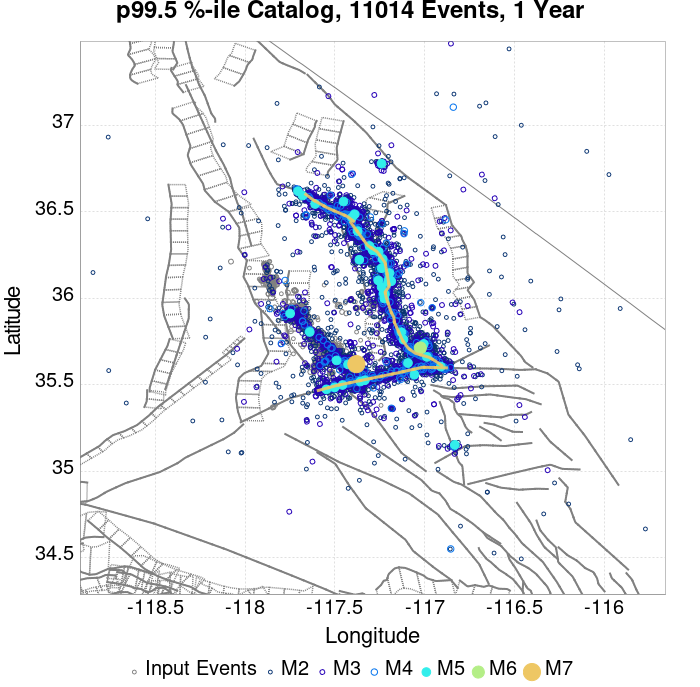 p99.5 %-ile Catalog, 11014 Events, 1 Year
37
36.5
36
35.5
35
34.5
Latitude
-118.5 -118 -117.5 -117 -116.5 -116
Longitude
Input Events M2 M3 M4 M5 M6 M7